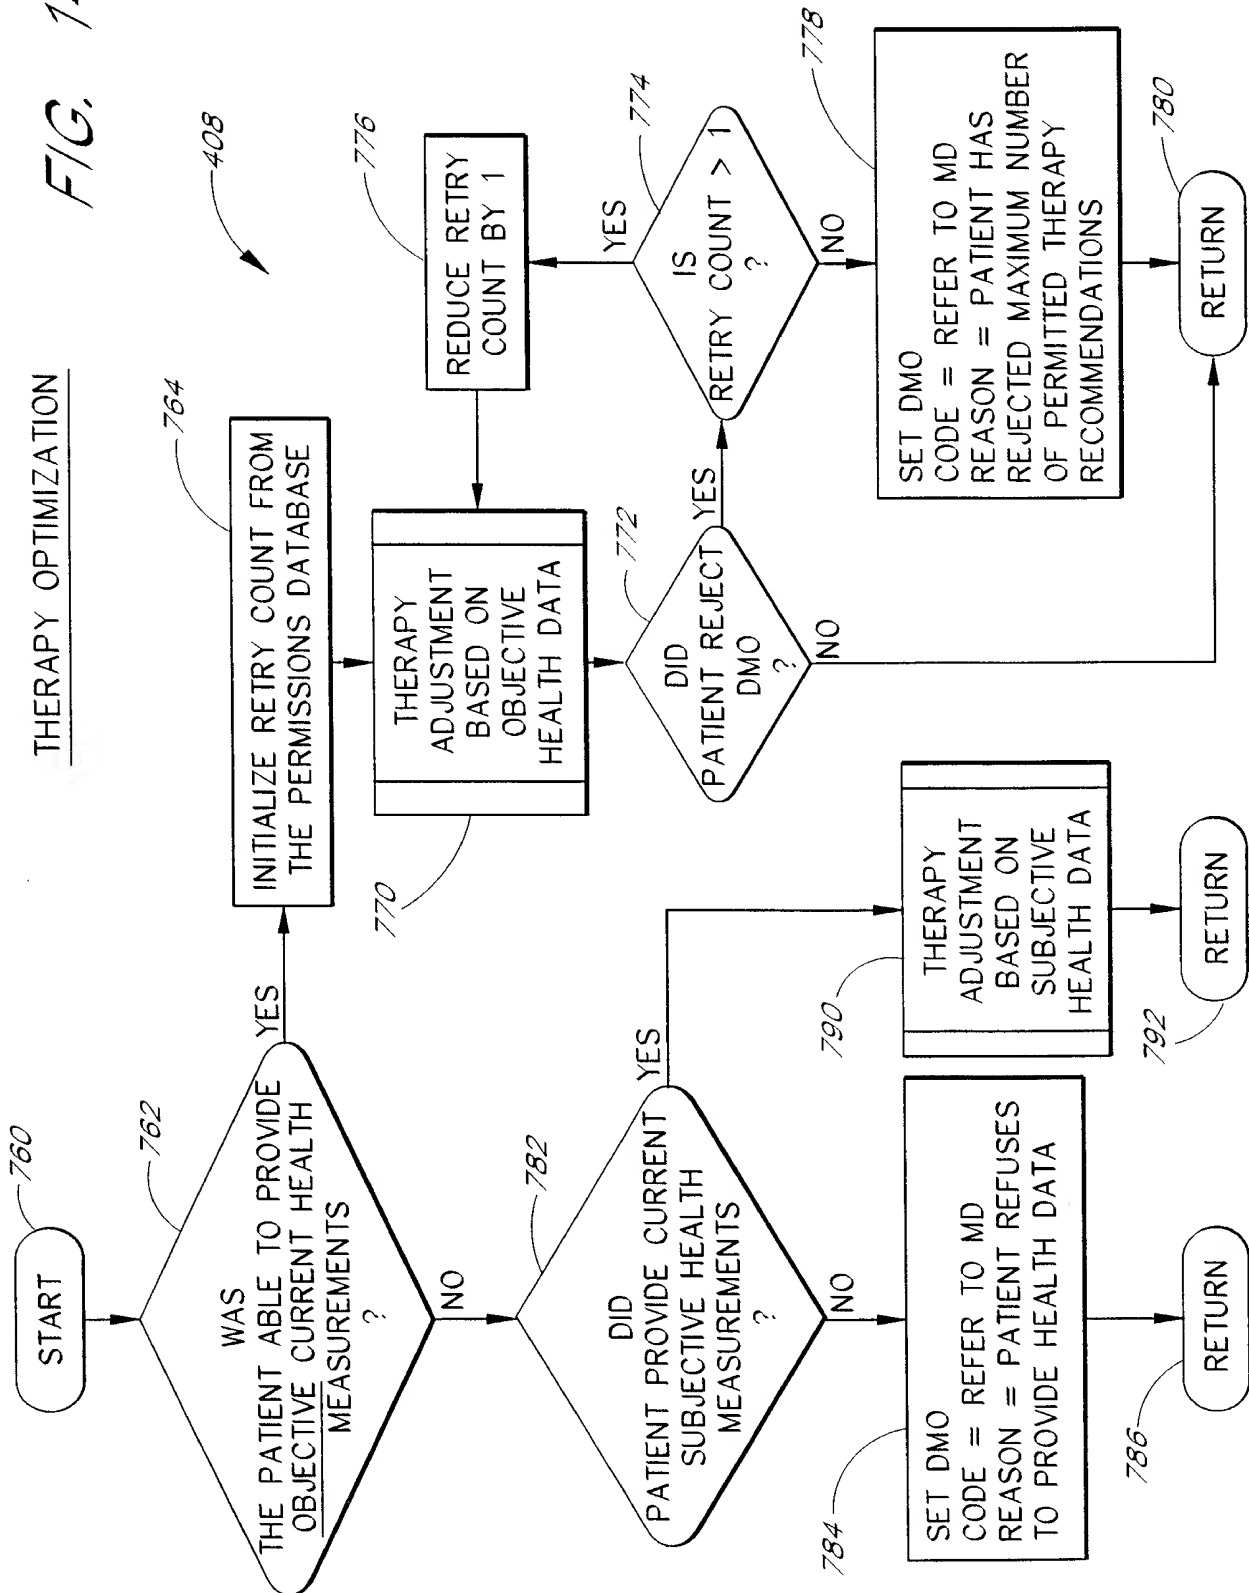 THERAPY OPTIMIZATION
FIG.
408
760
START
762
WAS
THE PATIENT ABLE TO PROVIDE
OBJECTIVE CURRENT HEALTH
MEASUREMENTS
?
YES
NO
764
INITIALIZE RETRY COUNT FROM
THE PERMISSIONS DATABASE
770
THERAPY
ADJUSTMENT
BASED ON
OBJECTIVE
HEALTH DATA
776
REDUCE RETRY
COUNT BY 1
772
DID
PATIENT REJECT
DMO
?
YES
NO
774
IS
RETRY COUNT > 1
?
YES
NO
778
SET DMO
CODE = REFER TO MD
REASON = PATIENT HAS
REJECTED MAXIMUM NUMBER
OF PERMITTED THERAPY
RECOMMENDATIONS
780
RETURN
782
DID
PATIENT PROVIDE CURRENT
SUBJECTIVE HEALTH
MEASUREMENTS
?
YES
NO
784
SET DMO
CODE = REFER TO MD
REASON = PATIENT REFUSES
TO PROVIDE HEALTH DATA
786
RETURN
790
THERAPY
ADJUSTMENT
BASED ON
SUBJECTIVE
HEALTH DATA
792
RETURN